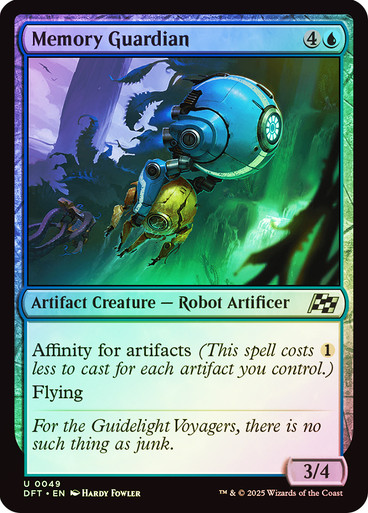 Memory Guardian 4
Artifact Creature — Robot Artificer
Affinity for artifacts (This spell costs 1
less to cast for each artifact you control.)
Flying
For the Guidelight Voyagers, there is no
such thing as junk.
3/4
U 0049
DFT • EN Hardy Fowler
™ & © 2025 Wizards of the Coast